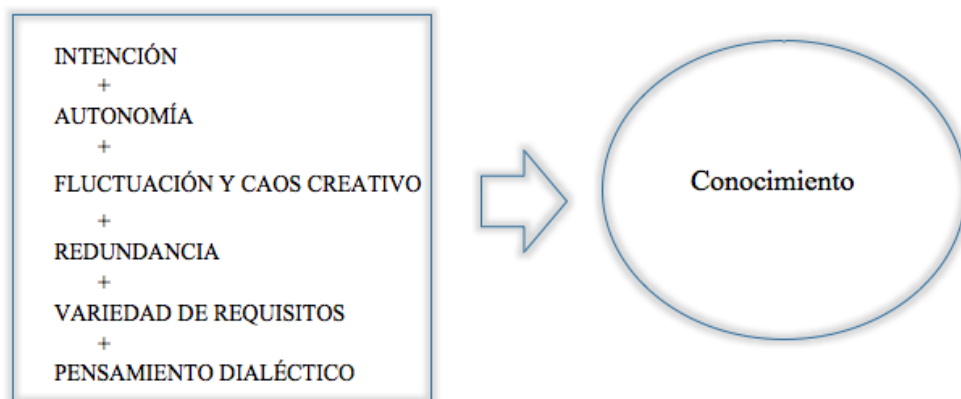 INTENCIÓN
+
AUTONOMÍA
+
FLUCTUACIÓN Y CAOS CREATIVO
+
REDUNDANCIA
+
VARIEDAD DE REQUISITOS
+
PENSAMIENTO DIALÉCTICO
Conocimiento